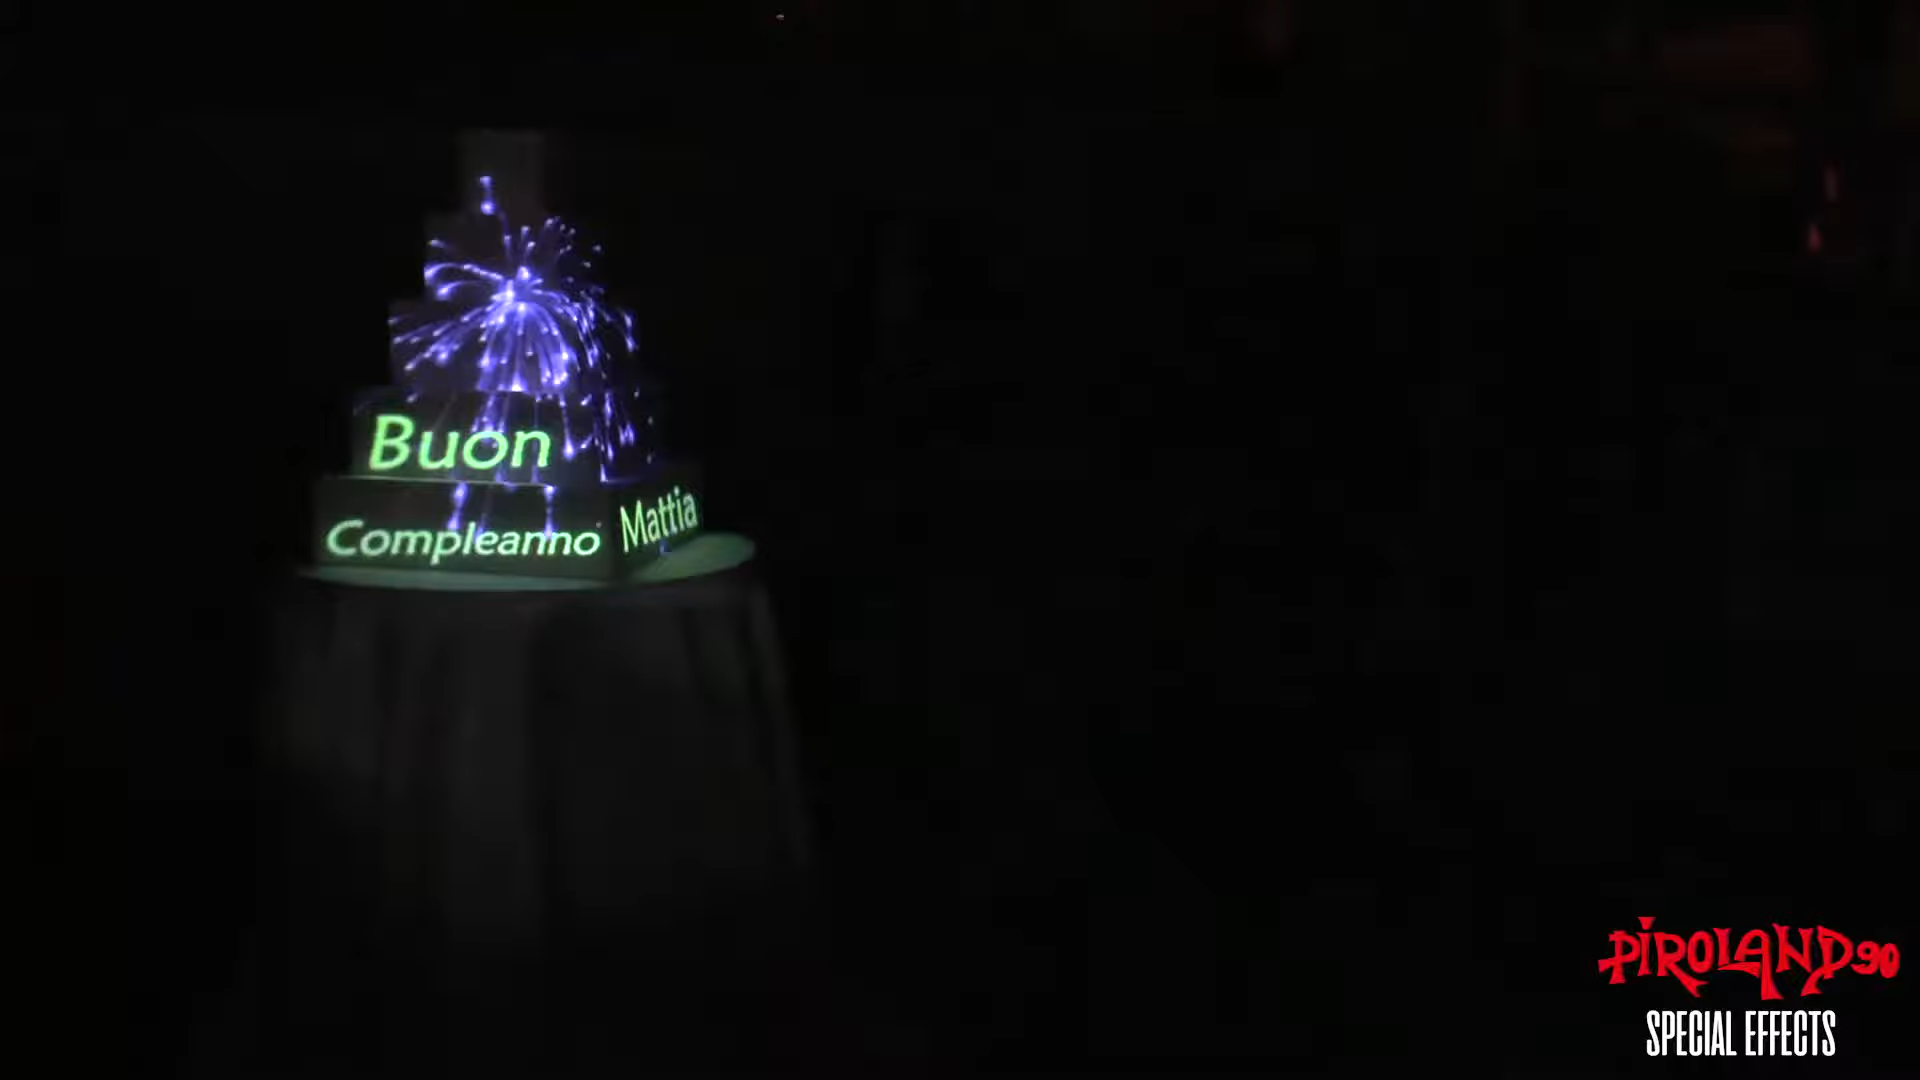 Buon
Compleanno
Mattia
PIROLAND90
SPECIAL EFFECTS